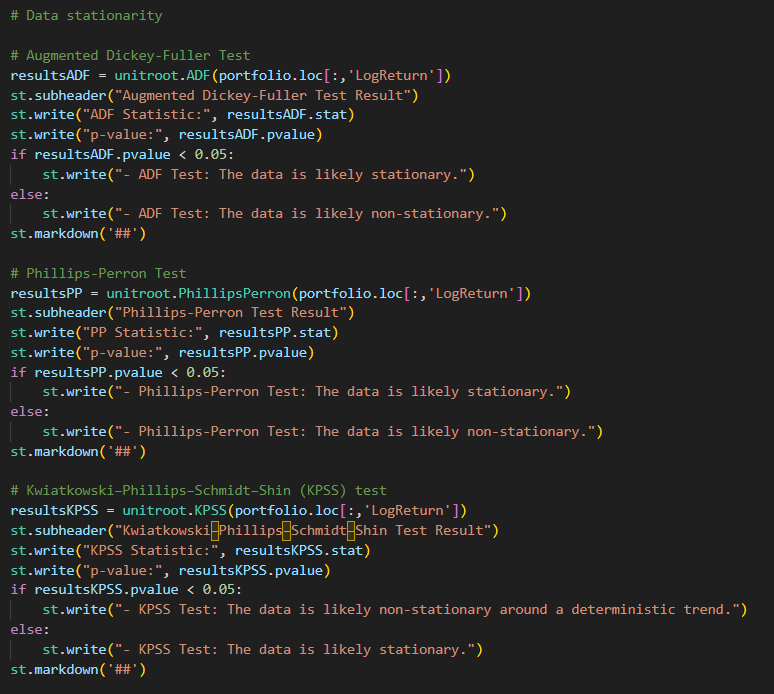 # Data stationarity
# Augmented Dickey-Fuller Test
resultsADF = unitroot.ADF(portfolio.loc[:,'LogReturn'])
st.subheader("Augmented Dickey-Fuller Test Result")
st.write("ADF Statistic:", resultsADF.stat)
st.write("p-value:", resultsADF.pvalue)
if resultsADF.pvalue < 0.05:
    st.write("- ADF Test: The data is likely stationary.")
else:
    st.write("- ADF Test: The data is likely non-stationary.")
st.markdown('##')
# Phillips-Perron Test
resultsPP = unitroot.PhillipsPerron(portfolio.loc[:,'LogReturn'])
st.subheader("Phillips-Perron Test Result")
st.write("PP Statistic:", resultsPP.stat)
st.write("p-value:", resultsPP.pvalue)
if resultsPP.pvalue < 0.05:
    st.write("- Phillips-Perron Test: The data is likely stationary.")
else:
    st.write("- Phillips-Perron Test: The data is likely non-stationary.")
st.markdown('##')
# Kwiatkowski–Phillips–Schmidt–Shin (KPSS) test
resultsKPSS = unitroot.KPSS(portfolio.loc[:,'LogReturn'])
st.subheader("Kwiatkowski–Phillips–Schmidt–Shin Test Result")
st.write("KPSS Statistic:", resultsKPSS.stat)
st.write("p-value:", resultsKPSS.pvalue)
if resultsKPSS.pvalue < 0.05:
    st.write("- KPSS Test: The data is likely non-stationary around a deterministic trend.")
else:
    st.write("- KPSS Test: The data is likely stationary.")
st.markdown('##')